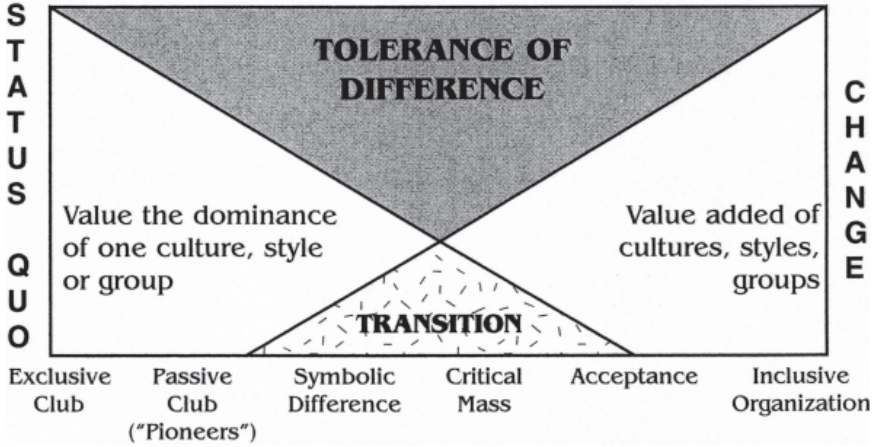 STATUS QUO
TOLERANCE OF
DIFFERENCE
CHANGE
Value the dominance
of one culture, style
or group
Value added of
cultures, styles,
groups
TRANSITION
Exclusive
Club
Passive
Club
("Pioneers")
Symbolic
Difference
Critical
Mass
Acceptance
Inclusive
Organization